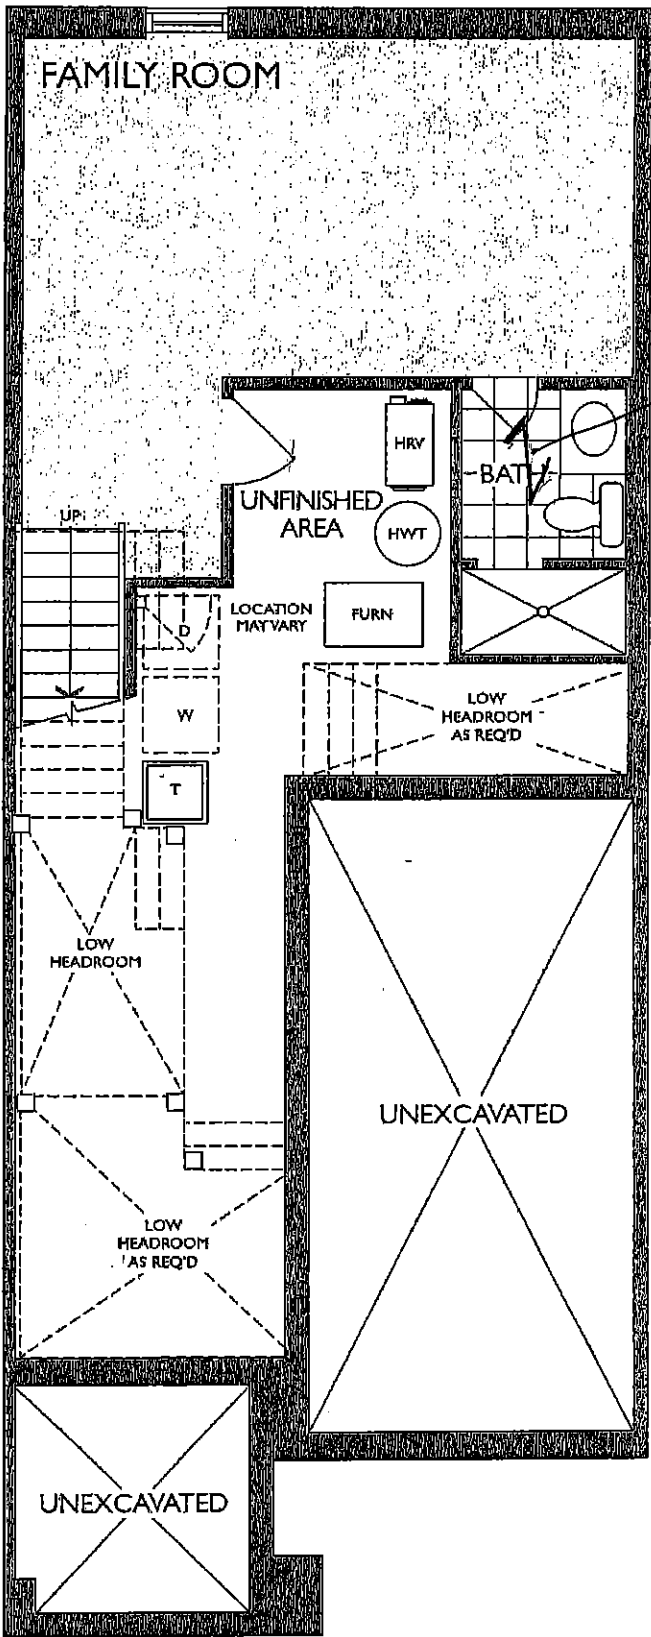 FAMILY ROOM
HRV
BATH
UNFINISHED
AREA
UP
HWT
LOCATION
MAY VARY
FURN
D
W
LOW
HEADROOM
AS REQ'D
T
LOW
HEADROOM
UNEXCAVATED
LOW
HEADROOM
AS REQ'D
UNEXCAVATED